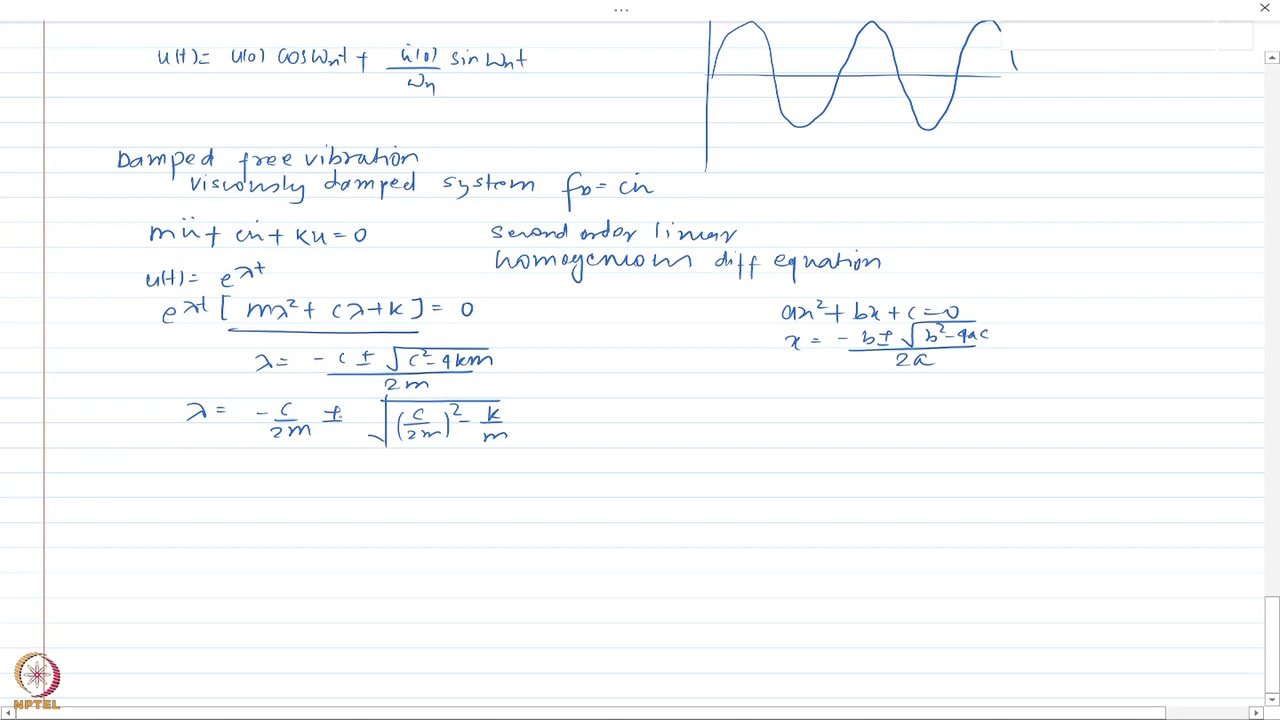 u(t) = u(0) cos ωnt + u̇(0)/ωn sin ωnt
Damped free vibration
viscously damped system fD = cu̇
mü + cu̇ + ku = 0
second order linear
homogenious diff equation
u(t) = e^λt
e^λt [ mλ² + cλ + k ] = 0
ax² + bx + c = 0
x = -b ± √(b² - 4ac) / 2a
λ = -c ± √(c² - 4km) / 2m
λ = -c/2m ± √((c/2m)² - k/m)
NPTEL